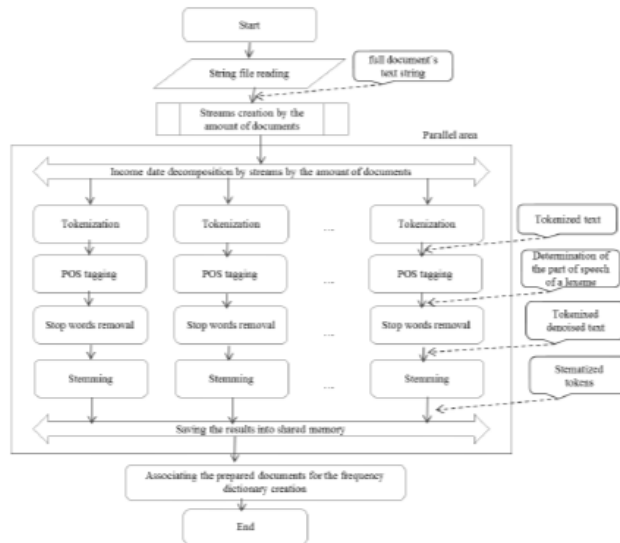 Start
full document's
text string
String file reading
Streams creation by the
amount of documents
Parallel area
Income date decomposition by streams by the amount of documents
Tokenization
Tokenization
...
Tokenization
Tokenized text
POS tagging
POS tagging
...
POS tagging
Determination of
the part of speech
of a lexeme
Stop words removal
Stop words removal
...
Stop words removal
Tokenized
denoised text
Stemming
Stemming
...
Stemming
Stematized
tokens
Saving the results into shared memory
Associating the prepared documents for the frequency
dictionary creation
End